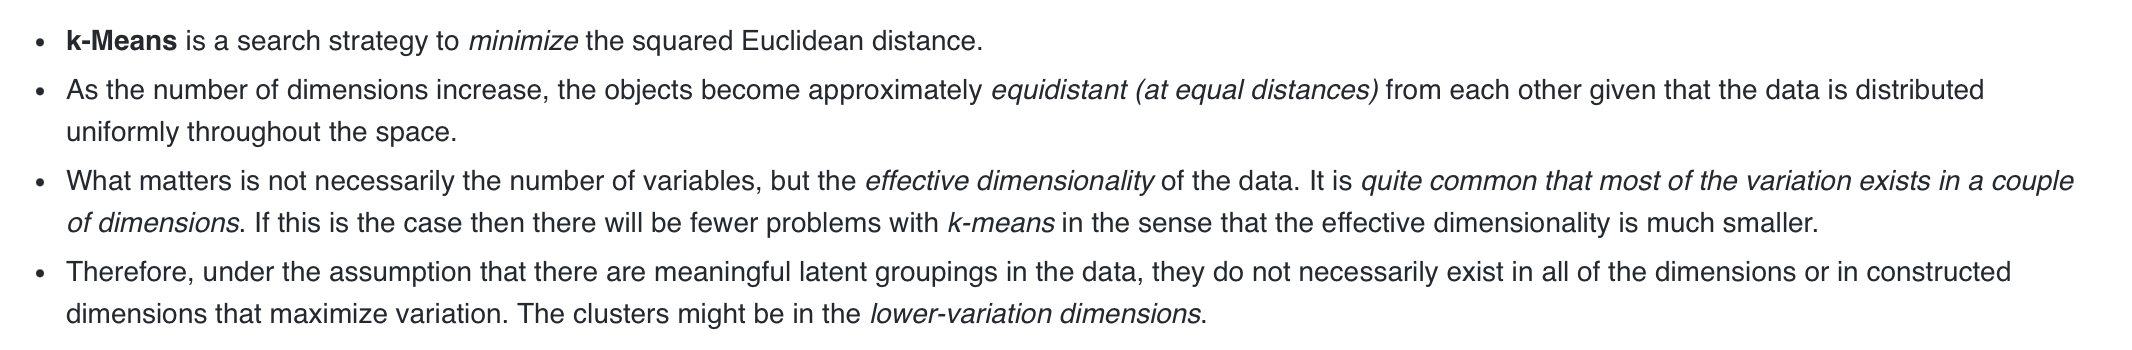 • k-Means is a search strategy to minimize the squared Euclidean distance.
• As the number of dimensions increase, the objects become approximately equidistant (at equal distances) from each other given that the data is distributed
uniformly throughout the space.
• What matters is not necessarily the number of variables, but the effective dimensionality of the data. It is quite common that most of the variation exists in a couple
of dimensions. If this is the case then there will be fewer problems with k-means in the sense that the effective dimensionality is much smaller.
• Therefore, under the assumption that there are meaningful latent groupings in the data, they do not necessarily exist in all of the dimensions or in constructed
dimensions that maximize variation. The clusters might be in the lower-variation dimensions.